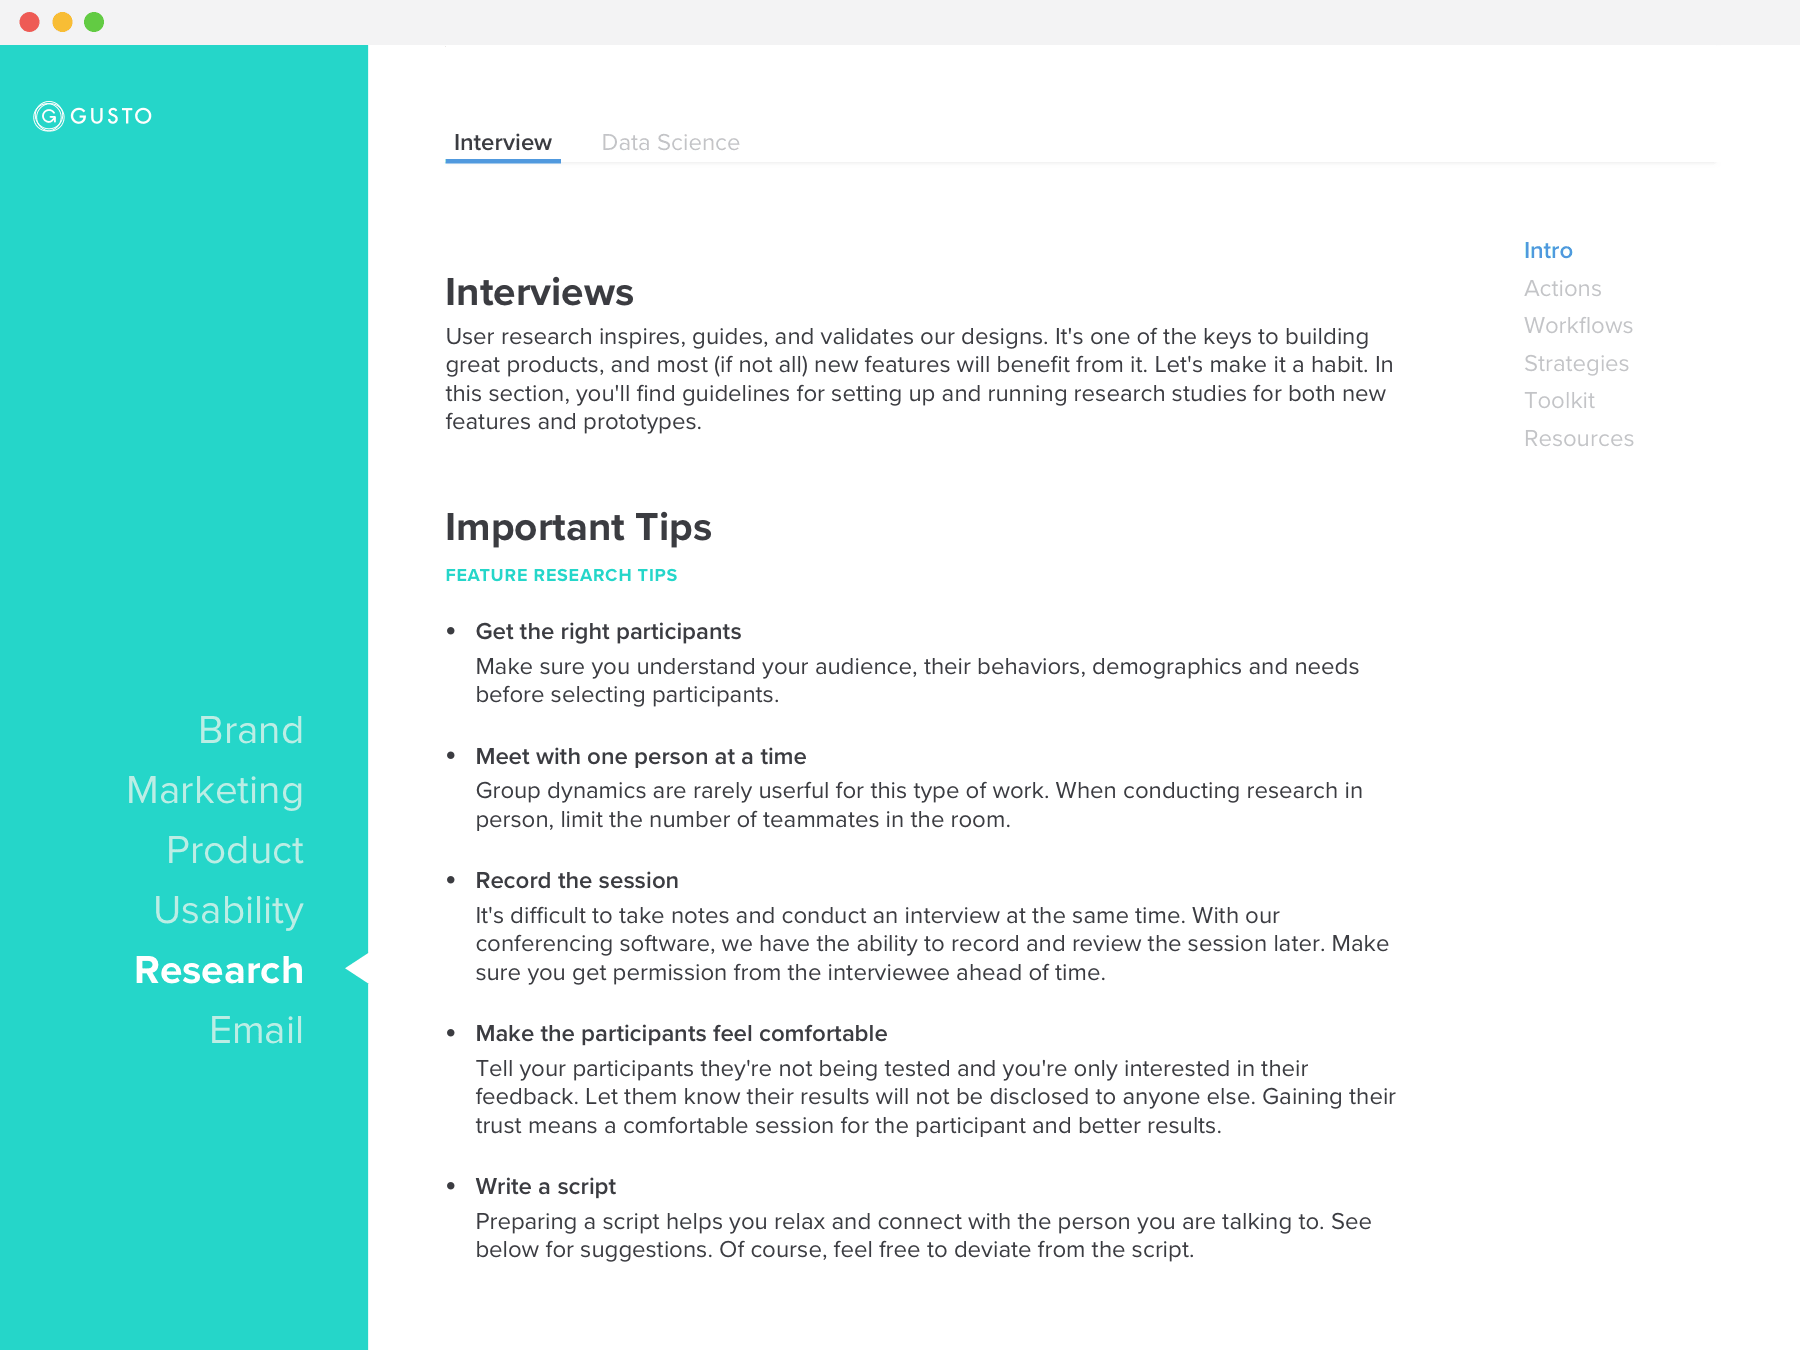 GUSTO
Interview
Data Science
Intro
Actions
Workflows
Strategies
Toolkit
Resources
Interviews
User research inspires, guides, and validates our designs. It's one of the keys to building
great products, and most (if not all) new features will benefit from it. Let's make it a habit. In
this section, you'll find guidelines for setting up and running research studies for both new
features and prototypes.
Important Tips
FEATURE RESEARCH TIPS
• Get the right participants
Make sure you understand your audience, their behaviors, demographics and needs
before selecting participants.
• Meet with one person at a time
Group dynamics are rarely userful for this type of work. When conducting research in
person, limit the number of teammates in the room.
• Record the session
It's difficult to take notes and conduct an interview at the same time. With our
conferencing software, we have the ability to record and review the session later. Make
sure you get permission from the interviewee ahead of time.
• Make the participants feel comfortable
Tell your participants they're not being tested and you're only interested in their
feedback. Let them know their results will not be disclosed to anyone else. Gaining their
trust means a comfortable session for the participant and better results.
• Write a script
Preparing a script helps you relax and connect with the person you are talking to. See
below for suggestions. Of course, feel free to deviate from the script.
Brand
Marketing
Product
Usability
Research
Email